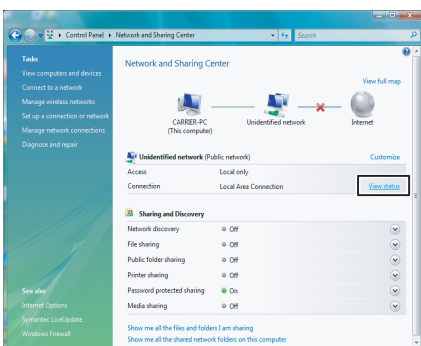 Control Panel ▸ Network and Sharing Center
Search
Tasks
View computers and devices
Connect to a network
Manage wireless networks
Set up a connection or network
Manage network connections
Diagnose and repair
See also
Internet Options
Symantec LiveUpdate
Windows Firewall
Network and Sharing Center
View full map
CARRIER-PC
(This computer)
Unidentified network
Internet
Unidentified network (Public network)
Customize
Access Local only
Connection Local Area Connection View status
Sharing and Discovery
Network discovery Off
File sharing Off
Public folder sharing Off
Printer sharing Off
Password protected sharing On
Media sharing Off
Show me all the files and folders I am sharing
Show me all the shared network folders on this computer